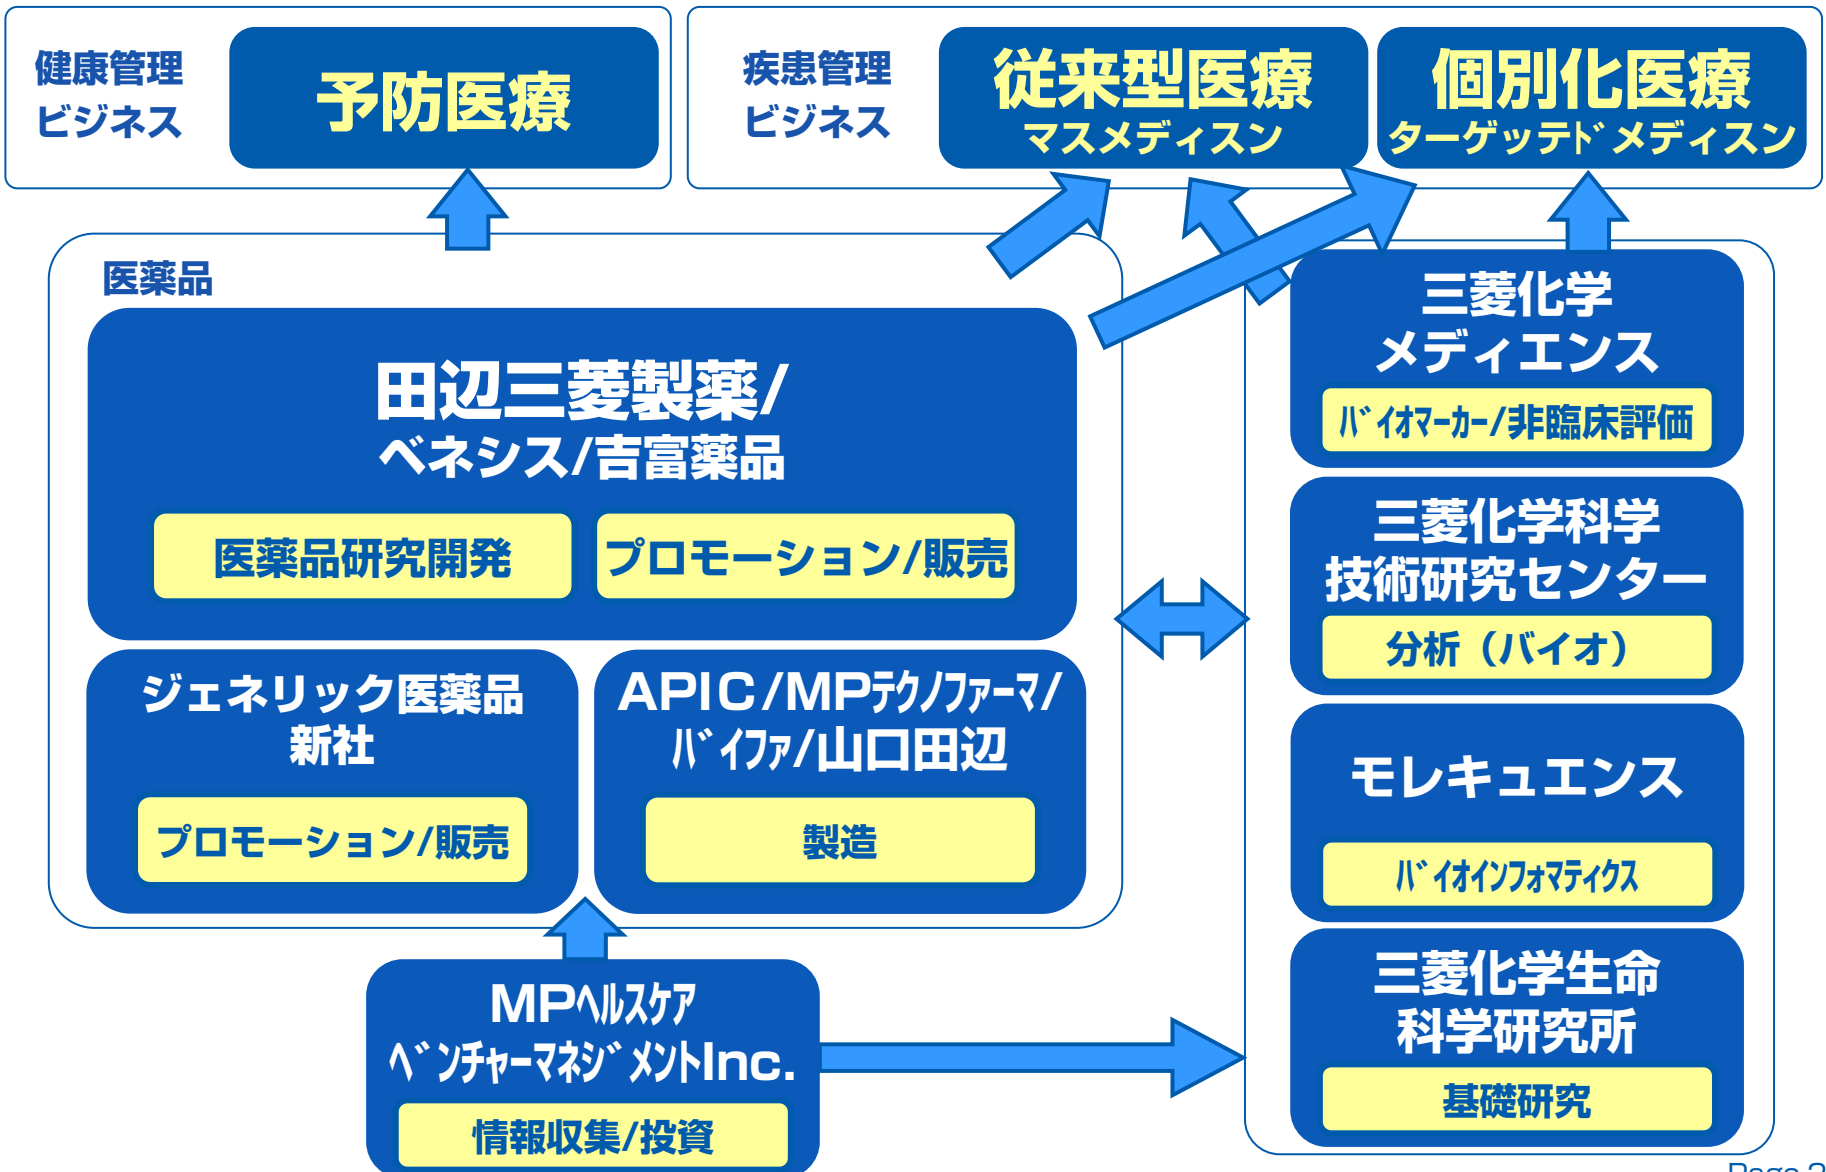 健康管理
ビジネス
予防医療
疾患管理
ビジネス
従来型医療
マスメディスン
個別化医療
ターゲッテドメディスン
医薬品
田辺三菱製薬/
ベネシス/吉富薬品
医薬品研究開発
プロモーション/販売
ジェネリック医薬品
新社
プロモーション/販売
APIC/MPテクノファーマ/
バイファ/山口田辺
製造
MPヘルスケア
ベンチャーマネジメントInc.
情報収集/投資
三菱化学
メディエンス
バイオマーカー/非臨床評価
三菱化学科学
技術研究センター
分析（バイオ）
モレキュエンス
バイオインフォマティクス
三菱化学生命
科学研究所
基礎研究